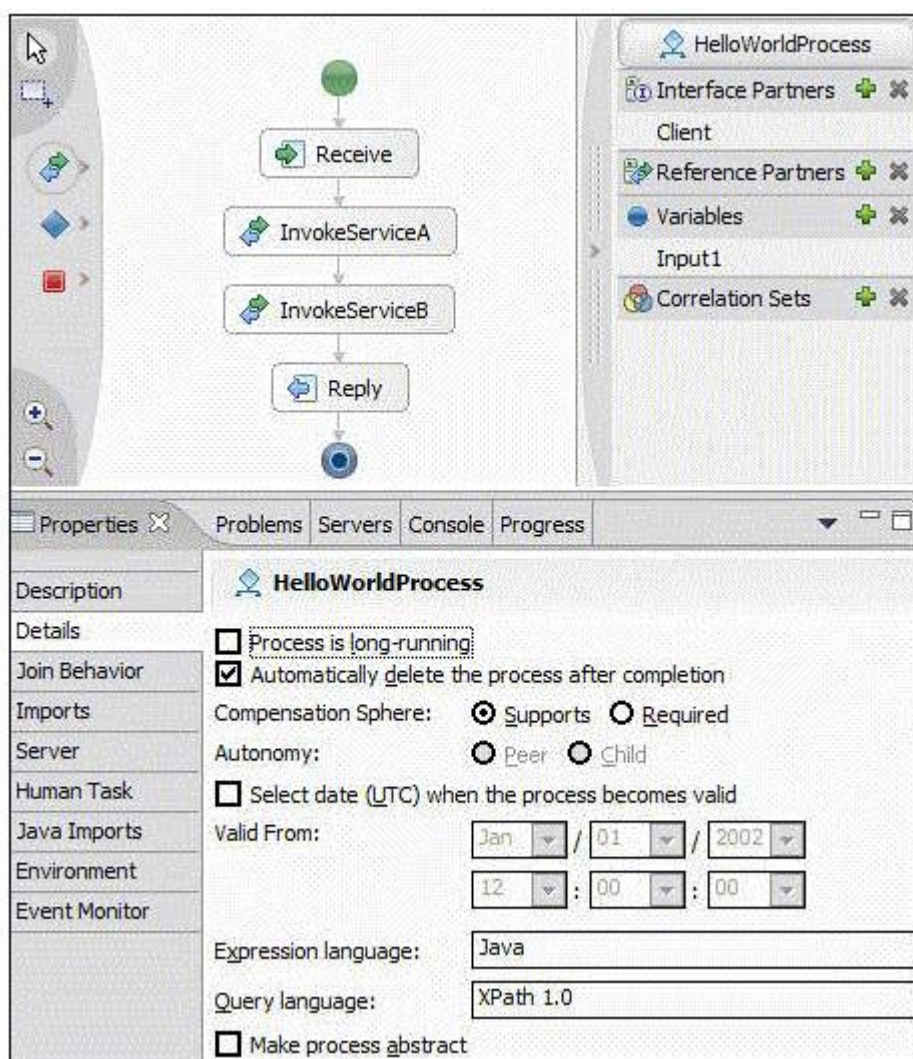 HelloWorldProcess
Interface Partners
Client
Reference Partners
Variables
Input1
Correlation Sets
Receive
InvokeServiceA
InvokeServiceB
Reply
Properties Problems Servers Console Progress
Description
Details
Join Behavior
Imports
Server
Human Task
Java Imports
Environment
Event Monitor
HelloWorldProcess
Process is long-running
Automatically delete the process after completion
Compensation Sphere: Supports Required
Autonomy: Peer Child
Select date (UTC) when the process becomes valid
Valid From: Jan / 01 / 2002
12 : 00 : 00
Expression language: Java
Query language: XPath 1.0
Make process abstract